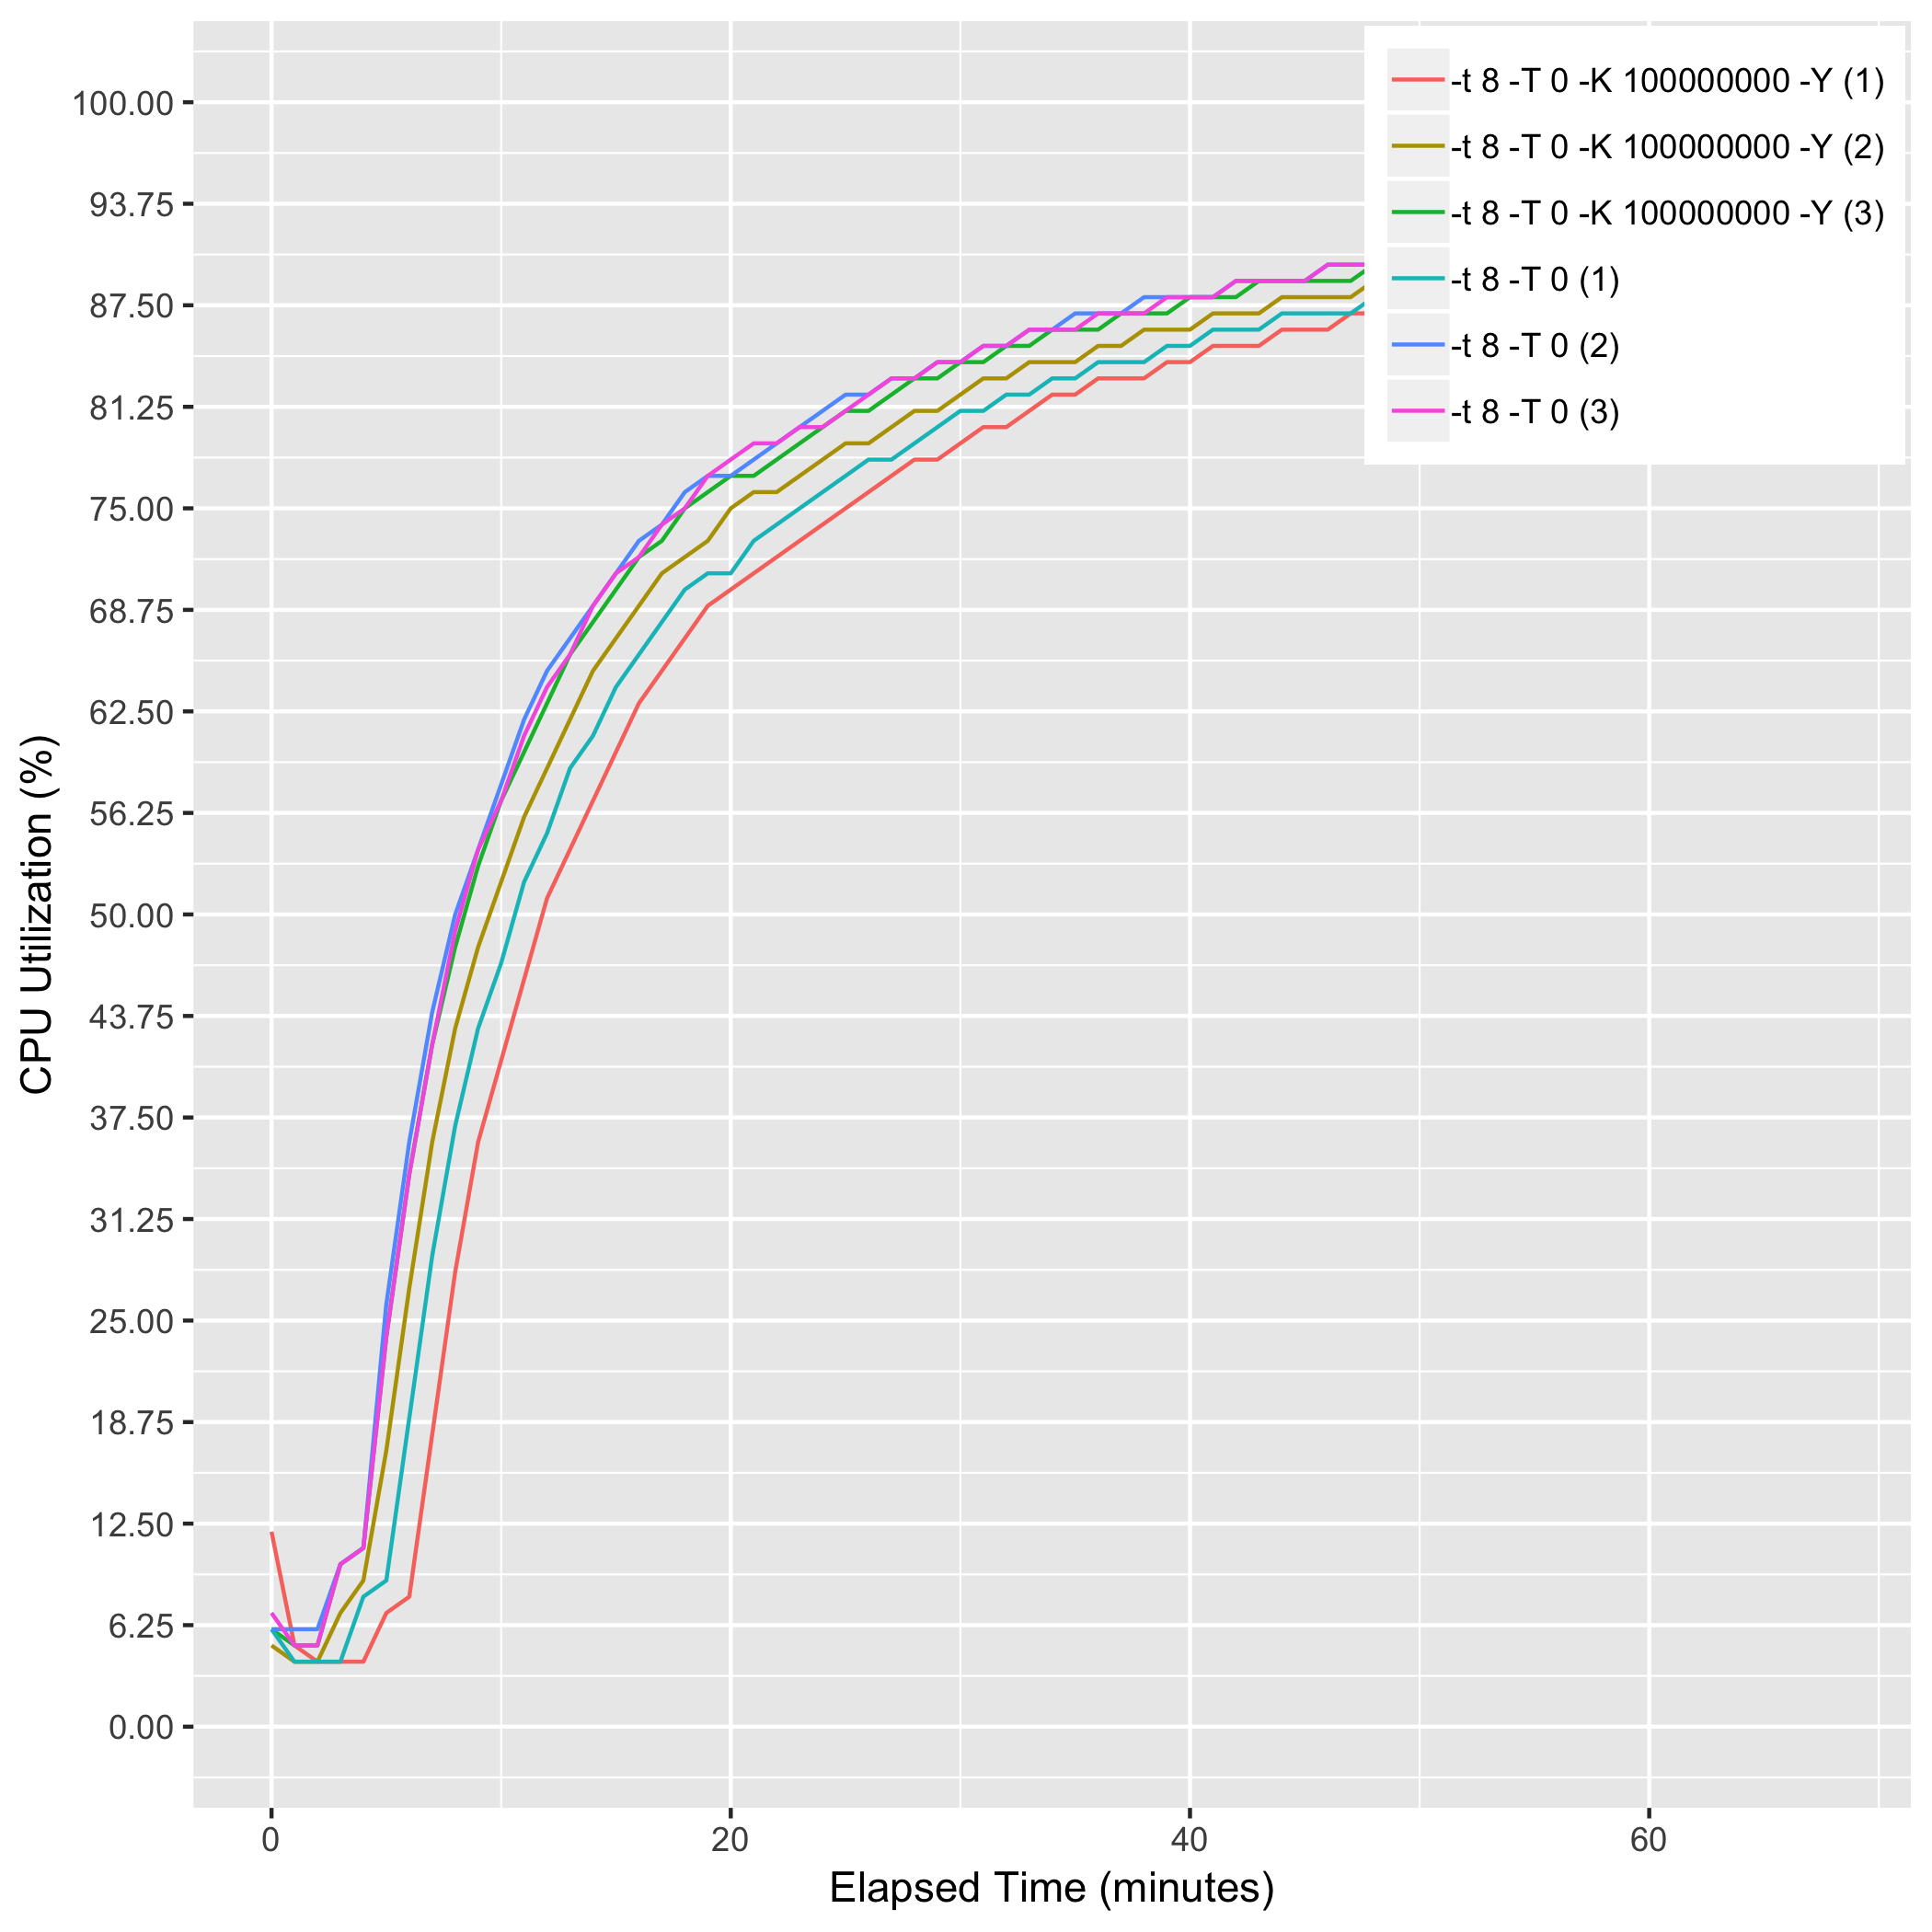 -t 8 -T 0 -K 100000000 -Y (1)
-t 8 -T 0 -K 100000000 -Y (2)
-t 8 -T 0 -K 100000000 -Y (3)
-t 8 -T 0 (1)
-t 8 -T 0 (2)
-t 8 -T 0 (3)
CPU Utilization (%)
100.00
93.75
87.50
81.25
75.00
68.75
62.50
56.25
50.00
43.75
37.50
31.25
25.00
18.75
12.50
6.25
0.00
0 20 40 60
Elapsed Time (minutes)